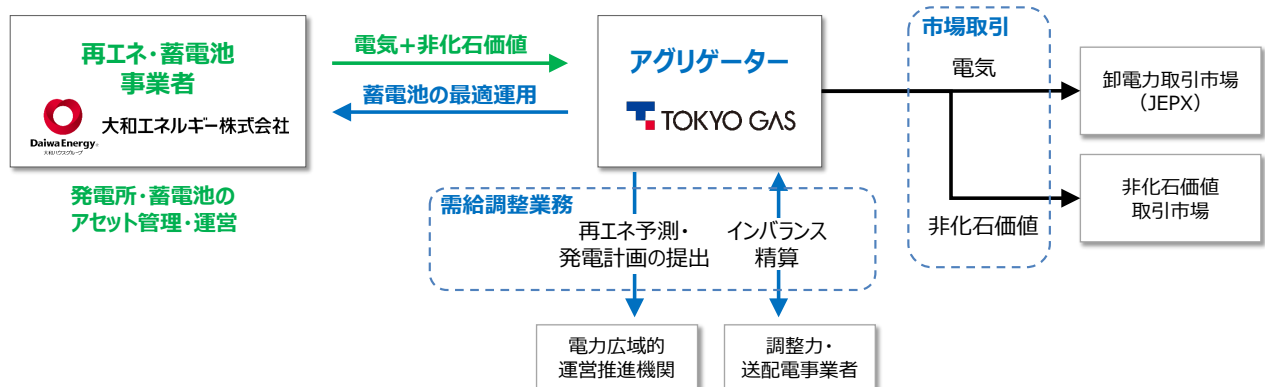 再エネ・蓄電池
事業者
Daiwa Energy®
大和ハウスグループ
大和エネルギー株式会社
発電所・蓄電池の
アセット管理・運営
電気+非化石価値
蓄電池の最適運用
アグリゲーター
TOKYO GAS
需給調整業務
再エネ予測・
発電計画の提出
インバランス
精算
電力広域的
運営推進機関
調整力・
送配電事業者
市場取引
電気
非化石価値
卸電力取引市場
（JEPX）
非化石価値
取引市場